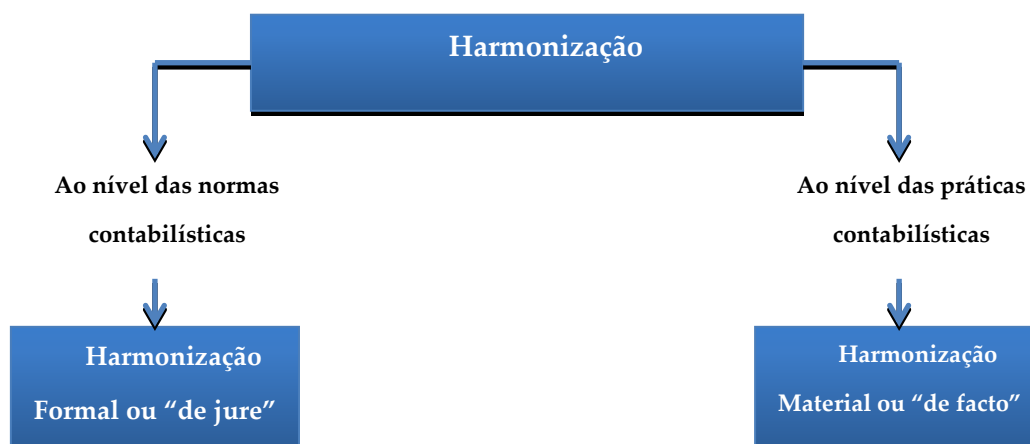 Harmonização
Ao nível das normas
contabilísticas
Ao nível das práticas
contabilísticas
Harmonização
Formal ou “de jure”
Harmonização
Material ou “de facto”